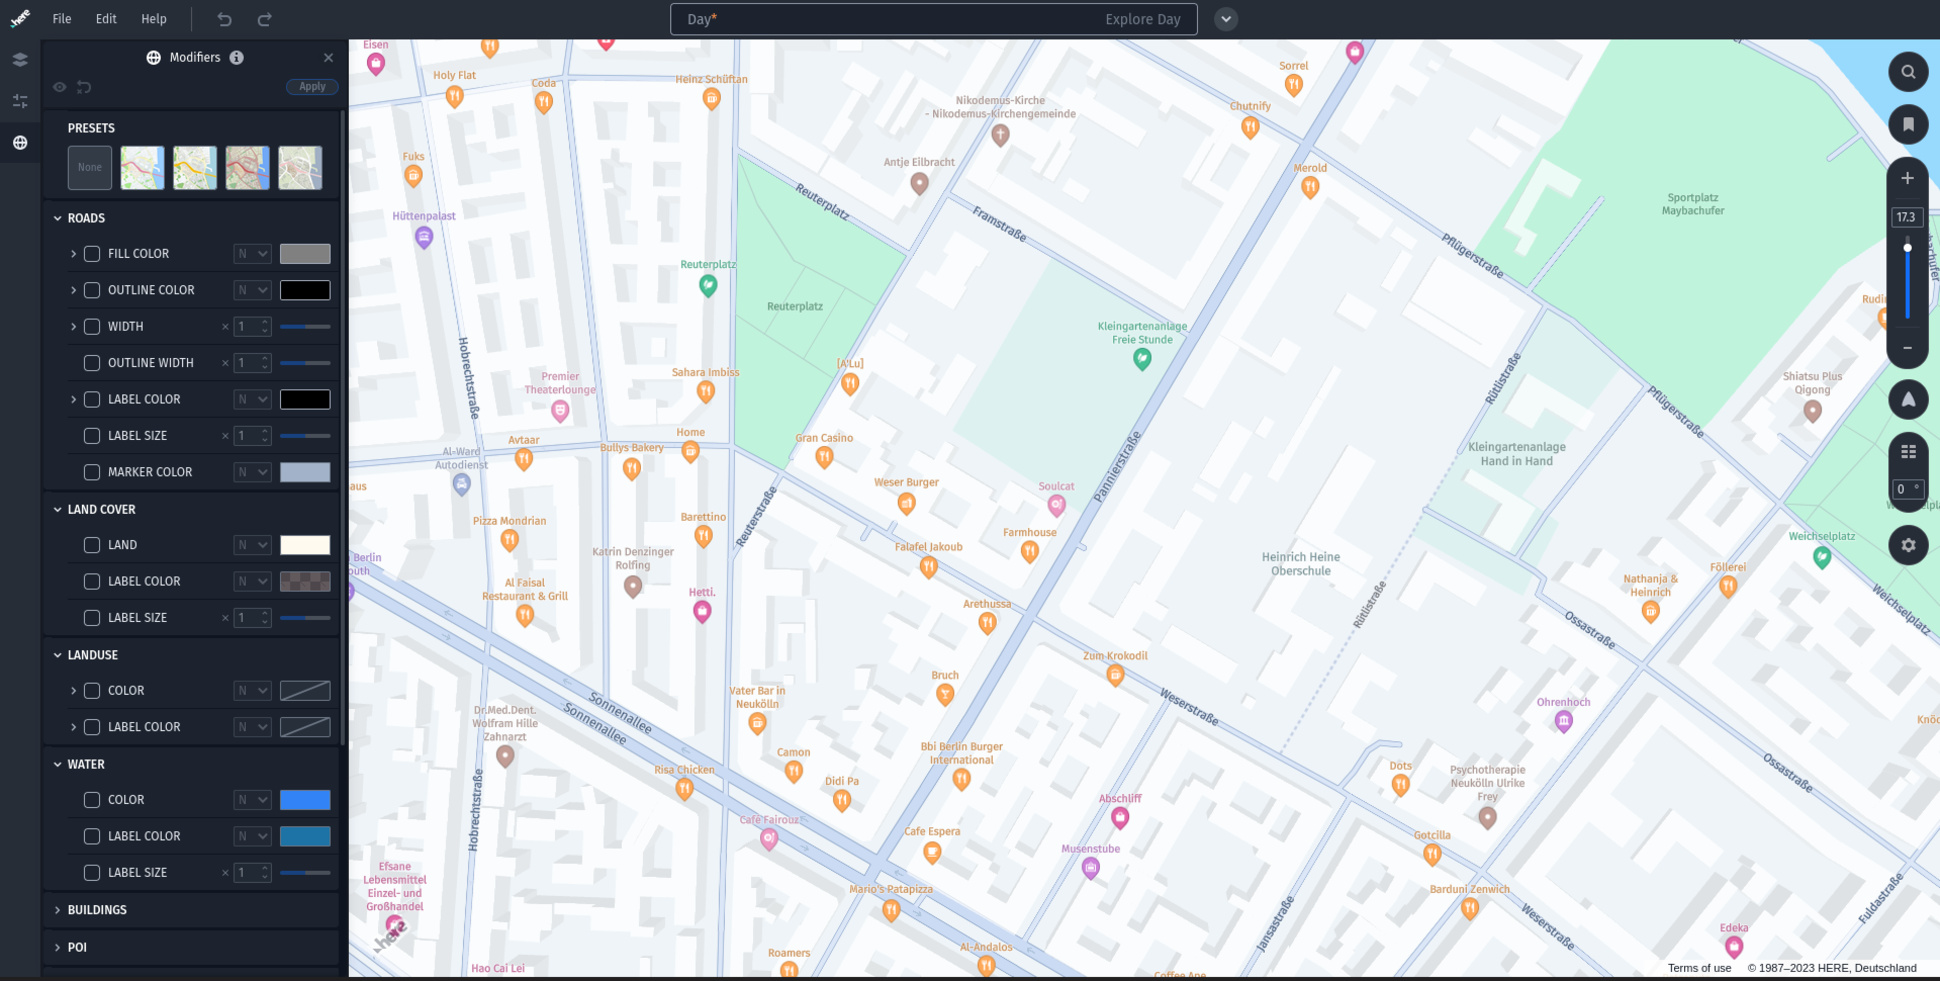 here
File
Edit
Help
Day*
Explore Day
Modifiers
Apply
PRESETS
None
ROADS
FILL COLOR
N
OUTLINE COLOR
N
WIDTH
× 1
OUTLINE WIDTH
× 1
LABEL COLOR
N
LABEL SIZE
× 1
MARKER COLOR
N
LAND COVER
LAND
N
LABEL COLOR
N
LABEL SIZE
× 1
LANDUSE
COLOR
N
LABEL COLOR
N
WATER
COLOR
N
LABEL COLOR
N
LABEL SIZE
× 1
BUILDINGS
POI
Eisen
Holy Flat
Coda
Heinz Schüftan
Nikodemus-Kirche
- Nikodemus-Kirchengemeinde
Sorrel
Chutnify
Fuks
Antje Eilbracht
Merold
Reuterplatz
Framstraße
Sportplatz
Maybachufer
17.3
Hüttenpalast
Pflügerstraße
Reuterplatz
Reuterplatz
Kleingartenanlage
Freie Stunde
Hobrechtstraße
[A'Lu]
Sahara Imbiss
Premier
Theaterlounge
Rütlistraße
Shiatsu Plus
Qigong
Pflügerstraße
Home
Gran Casino
Avtaar
Bullys Bakery
Al-Ward
Autodienst
Pannierstraße
Kleingartenanlage
Hand in Hand
aus
Weser Burger
Soulcat
0 °
Pizza Mondrian
Barettino
Reuterstraße
Farmhouse
Weichselplatz
Katrin Denzinger
Rolfing
Falafel Jakoub
Heinrich Heine
Oberschule
Berlin
Al Faisal
Restaurant & Grill
Hetti.
Arethussa
Rütlistraße
Nathanja &
Heinrich
Föllerei
Weichselplatz
Ossastraße
Zum Krokodil
Bruch
Weserstraße
Vater Bar in
Neukölln
Sonnenallee
Sonnenallee
Dr.Med.Dent.
Wolfram Hille
Zahnarzt
Ohrenhoch
Camon
Bbi Berlin Burger
International
Risa Chicken
Didi Pa
Dots
Psychotherapie
Neukölln Ulrike
Frey
Ossastraße
Hobrechtstraße
Abschliff
Cafe Fairouz
Cafe Espera
Musenstube
Gotcilla
Efsane
Lebensmittel
Einzel- und
Großhandel
Mario's Patapizza
Barduni Zenwich
Fuldastraße
here
Roamers
Al-Andalos
Jansastraße
Weserstraße
Edeka
Hao Cai Lei
Terms of use
© 1987–2023 HERE, Deutschland